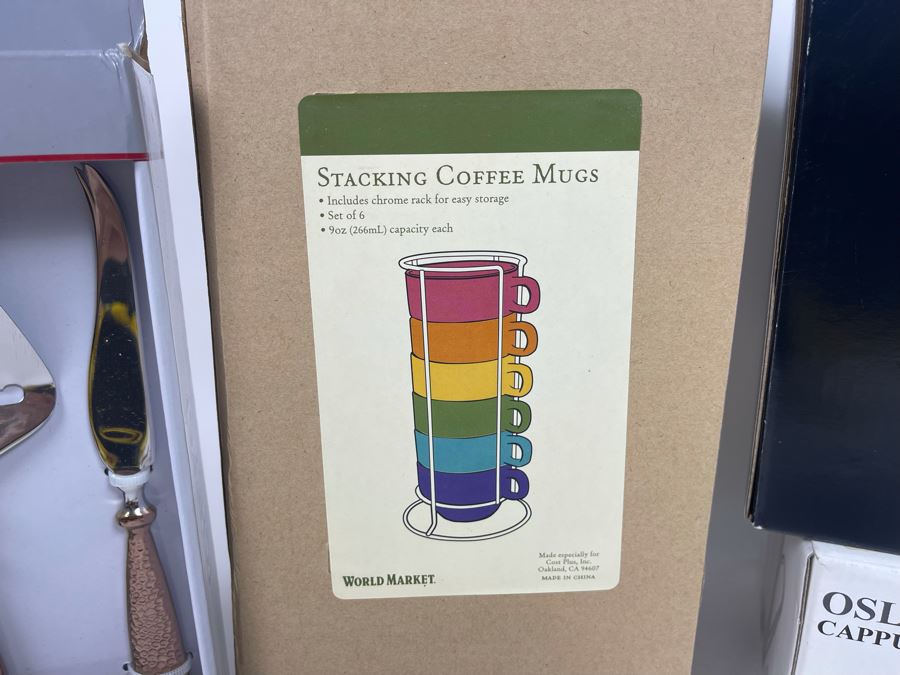 STACKING COFFEE MUGS
• Includes chrome rack for easy storage
• Set of 6
• 9oz (266mL) capacity each
WORLD MARKET.
Made especially for
Cost Plus, Inc.
Oakland, CA 94607
MADE IN CHINA
OSL
CAPPU